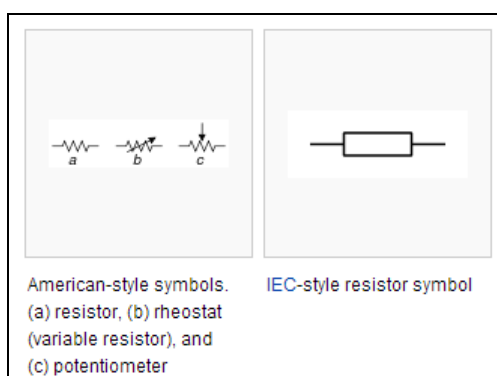 a b c
American-style symbols.
(a) resistor, (b) rheostat
(variable resistor), and
(c) potentiometer
IEC-style resistor symbol